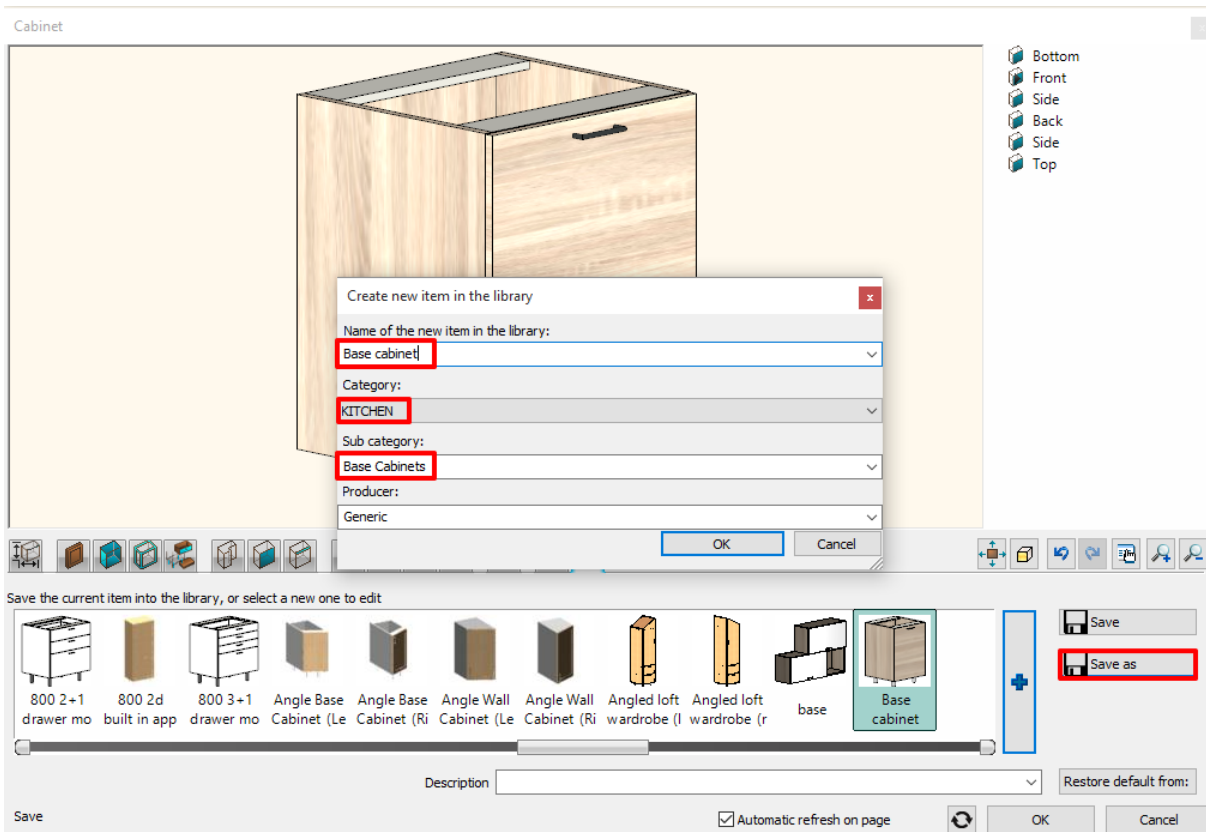 Cabinet
Bottom
Front
Side
Back
Side
Top
Create new item in the library
x
Name of the new item in the library:
Base cabinet
Category:
KITCHEN
Sub category:
Base Cabinets
Producer:
Generic
OK
Cancel
Save the current item into the library, or select a new one to edit
800 2+1
drawer mo
800 2d
built in app
800 3+1
drawer mo
Angle Base
Cabinet (Le
Angle Base
Cabinet (Ri
Angle Wall
Cabinet (Le
Angle Wall
Cabinet (Ri
Angled loft
wardrobe (l
Angled loft
wardrobe (r
base
Base
cabinet
Save
Save as
Description
Restore default from:
Save
Automatic refresh on page
OK
Cancel